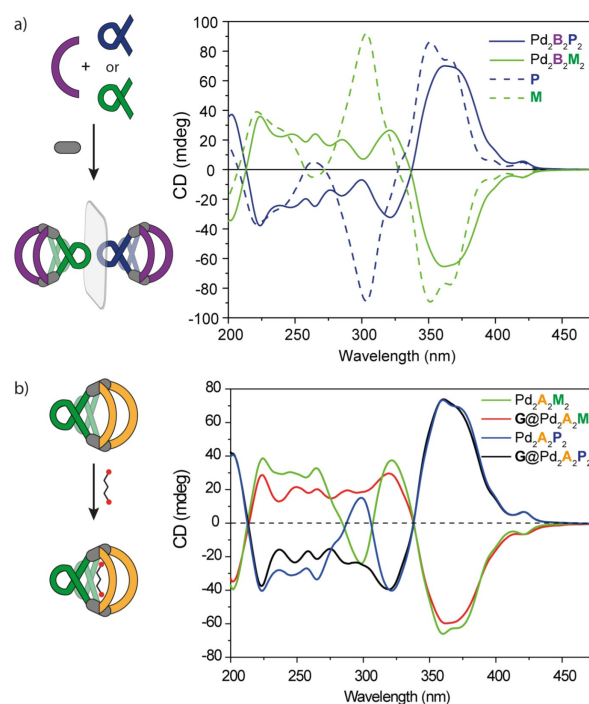 a)
+
or
CD (mdeg)
100
80
60
40
20
0
-20
-40
-60
-80
-100
200
250
300
350
400
450
Wavelength (nm)
Pd₂B₂P₂
Pd₂B₂M₂
P
M
b)
CD (mdeg)
80
60
40
20
0
-20
-40
-60
-80
200
250
300
350
400
450
Wavelength (nm)
Pd₂A₂M₂
G@Pd₂A₂M
Pd₂A₂P₂
G@Pd₂A₂P₂